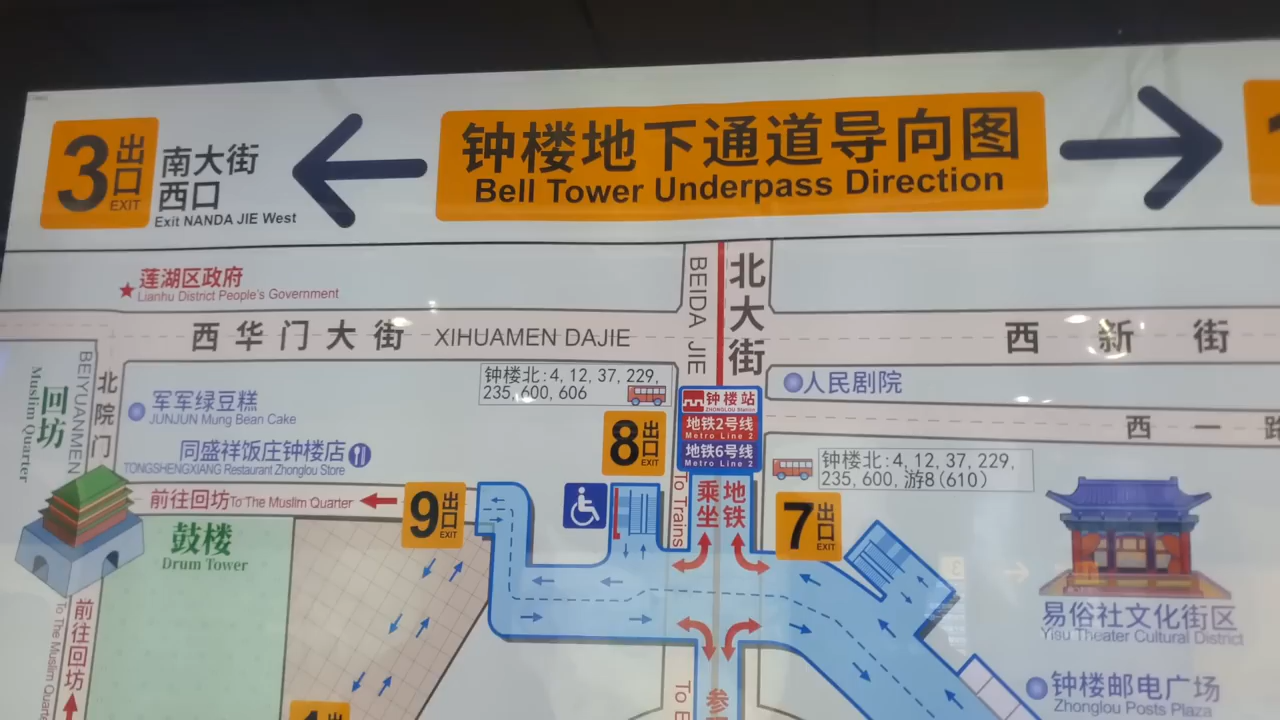 3
出口
EXIT
南大街
西口
Exit NANDA JIE West
钟楼地下通道导向图
Bell Tower Underpass Direction
莲湖区政府
Lianhu District People's Government
北大街
BEIDA JIE
西华门大街 XIHUAMEN DAJIE
西新街
回坊
Muslim Quarter
北院门
BEIYUANMEN
军军绿豆糕
JUNJUN Mung Bean Cake
同盛祥饭庄钟楼店
TONGSHENGXIANG Restaurant Zhonglou Store
钟楼北:4, 12, 37, 229,
235, 600, 606
钟楼站
ZHONGLOU Station
地铁2号线
Metro Line 2
地铁6号线
Metro Line 2
人民剧院
西一路
8
出口
EXIT
钟楼北:4, 12, 37, 229,
235, 600, 游8(610)
前往回坊To The Muslim Quarter
9
出口
EXIT
To Trains
乘坐地铁
7
出口
EXIT
鼓楼
Drum Tower
前往回坊
易俗社文化街区
Yisu Theater Cultural District
钟楼邮电广场
Zhonglou Posts Plaza